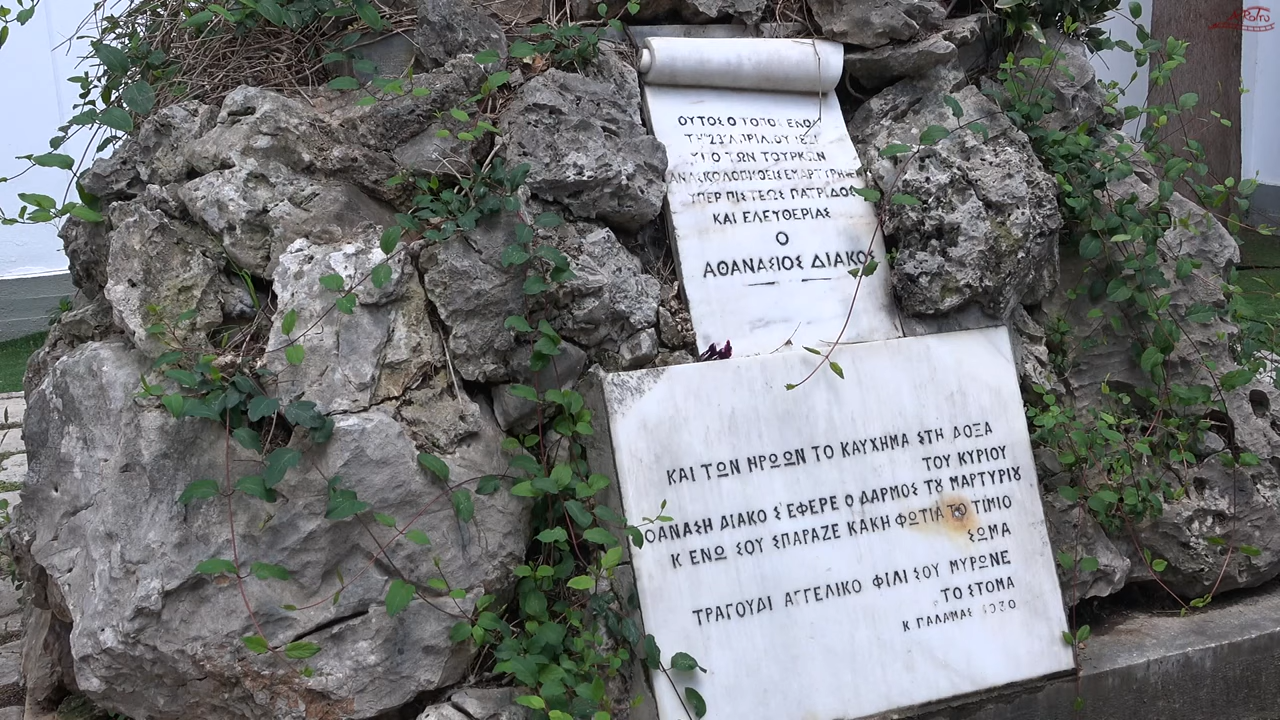 ΟΥΤΟΣ Ο ΤΟΠΟΣ ΕΝΘΑ
ΤΗ 23 ΑΠΡΙΛΙΟΥ 1821
ΥΠΟ ΤΩΝ ΤΟΥΡΚΩΝ
ΑΝΑΣΚΟΛΟΠΙΣΘΕΙΣ ΕΜΑΡΤΥΡΗΣΕΝ
ΥΠΕΡ ΠΙΣΤΕΩΣ ΠΑΤΡΙΔΟΣ
ΚΑΙ ΕΛΕΥΘΕΡΙΑΣ
Ο
ΑΘΑΝΑΣΙΟΣ ΔΙΑΚΟΣ
ΚΑΙ ΤΩΝ ΗΡΩΩΝ ΤΟ ΚΑΥΧΗΜΑ ΣΤΗ ΔΟΞΑ
ΤΟΥ ΚΥΡΙΟΥ
ΘΑΝΑΣΗ ΔΙΑΚΟ Σ ΕΦΕΡΕ Ο ΔΑΡΜΟΣ ΤΟΥ ΜΑΡΤΥΡΙΟΥ
Κ ΕΝΩ ΣΟΥ ΣΠΑΡΑΖΕ ΚΑΚΗ ΦΩΤΙΑ ΤΟ ΤΙΜΙΟ
ΣΩΜΑ
ΤΡΑΓΟΥΔΙ ΑΓΓΕΛΙΚΟ ΦΙΛΙ ΣΟΥ ΜΥΡΩΝΕ
ΤΟ ΣΤΟΜΑ
Κ ΠΑΛΑΜΑΣ 1930